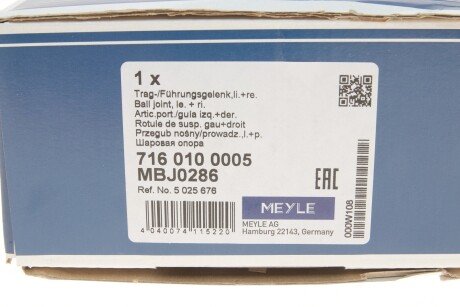 1 x
Trag-/Führungsgelenk,li.+re.
Ball joint, le. + ri.
Artic.port./guía izq.+der.
Rotule de susp. gau+droit
Przegub nośny/prowadz.,l.+p.
Шаровая опора
716 010 0005
MBJ0286
Ref. No. 5 025 676
EAC
000W108
4 040074 115220
MEYLE
MEYLE AG
Hamburg 22143, Germany